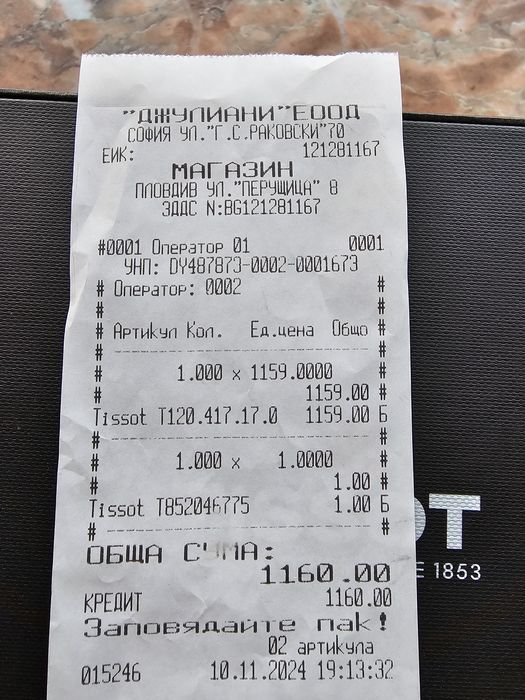 "ДЖУЛИАНИ"ЕООД
СОФИЯ УЛ."Г.С.РАКОВСКИ"70
ЕИК: 121281167
МАГАЗИН
ПЛОВДИВ УЛ."ПЕРУЩИЦА" 8
ЗДДС N:BG121281167
#0001 Оператор 01 0001
УНП: DY487873-0002-0001673
# Оператор: 0002 #
# #
# Артикул Кол. Ед.цена Общо #
# #
# 1.000 x 1159.0000 #
# 1159.00 #
Tissot T120.417.17.0 1159.00 Б
# #
# 1.000 x 1.0000 #
# 1.00 #
Tissot T852046775 1.00 Б
# #
ОБЩА СУМА:
1160.00
КРЕДИТ 1160.00
Заповядайте пак!
02 артикула
015246 10.11.2024 19:13:32
OT
E 1853